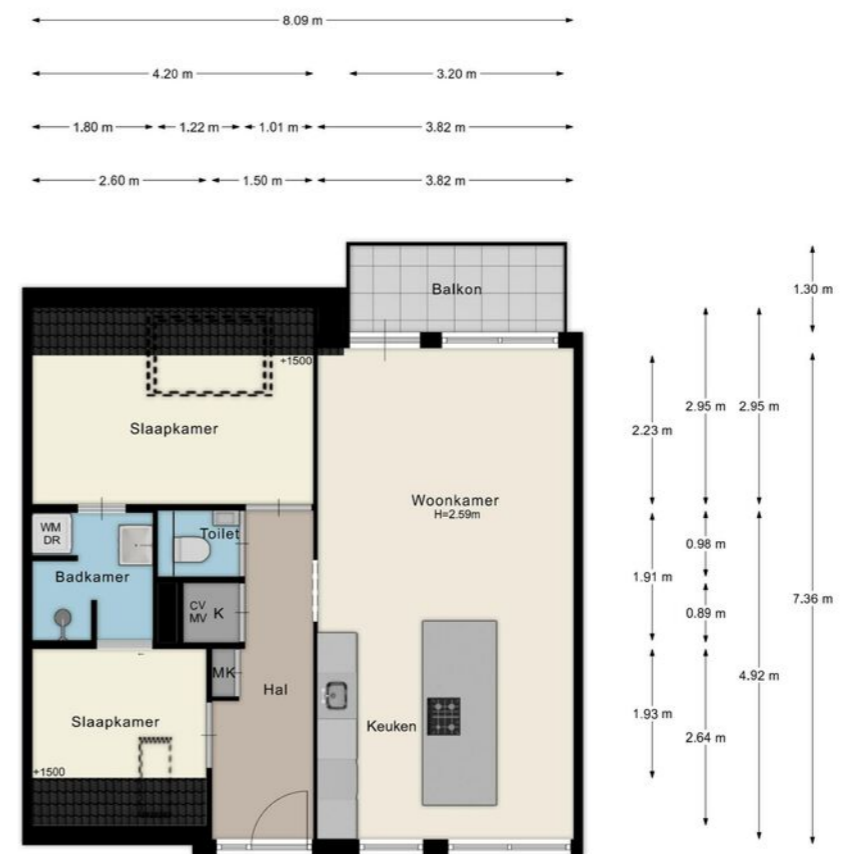 8.09 m
4.20 m
3.20 m
1.80 m
1.22 m
1.01 m
3.82 m
2.60 m
1.50 m
3.82 m
Balkon
1.30 m
+1500
2.95 m
2.95 m
2.23 m
Slaapkamer
Woonkamer
H=2.59m
WM
DR
Toilet
0.98 m
Badkamer
1.91 m
CV
MV
K
0.89 m
7.36 m
MK
Hal
4.92 m
Slaapkamer
Keuken
1.93 m
2.64 m
+1500